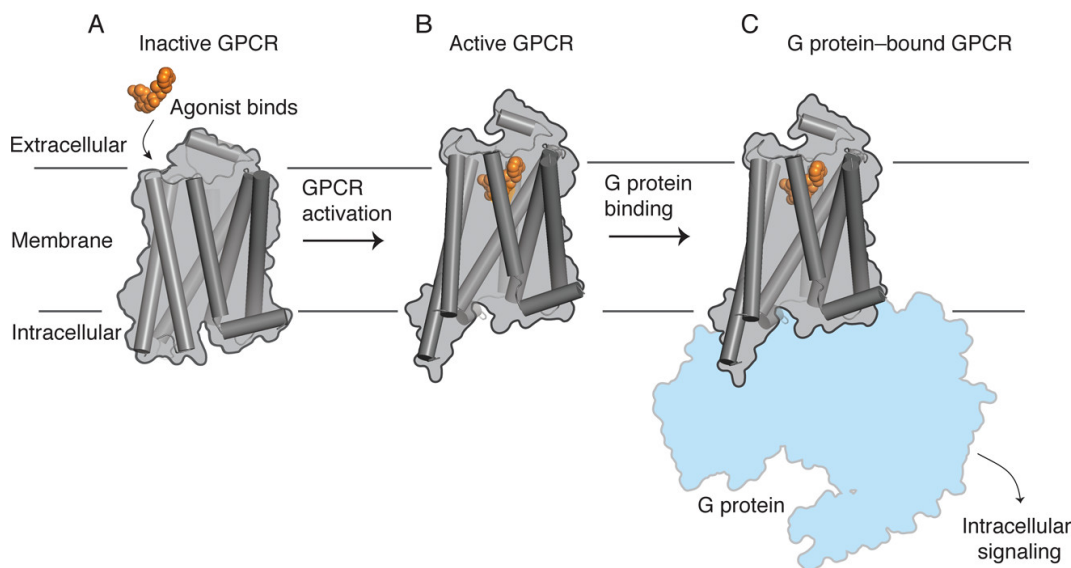 A
Inactive GPCR
Agonist binds
B
Active GPCR
C
G protein–bound GPCR
Extracellular
Membrane
Intracellular
GPCR
activation
G protein
binding
G protein
Intracellular
signaling